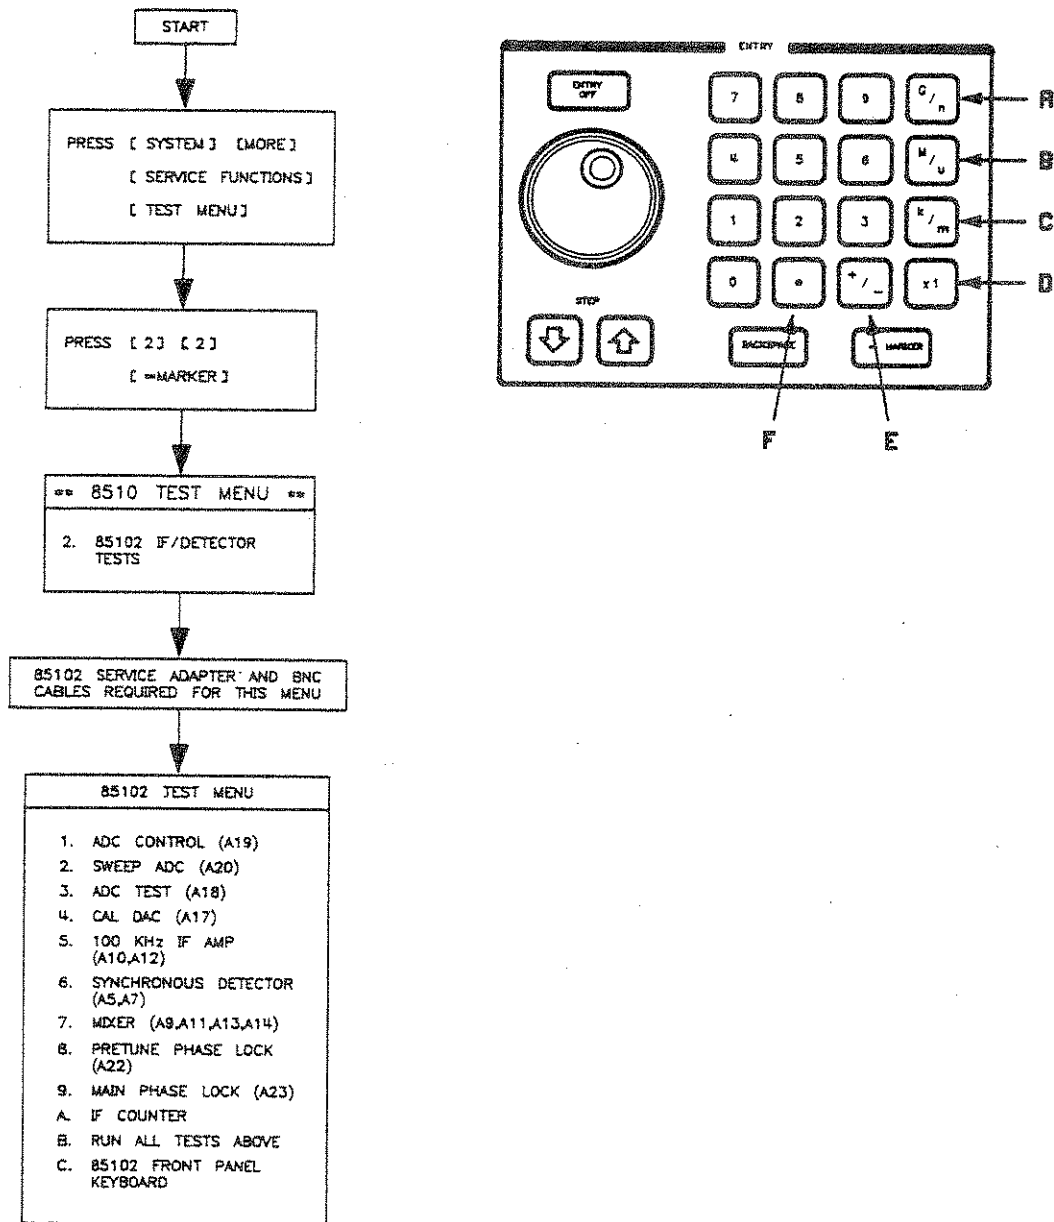 START
PRESS [ SYSTEM ] [MORE]
[ SERVICE FUNCTIONS ]
[ TEST MENU ]
PRESS [ 2 ] [ 2 ]
[ =MARKER ]
** 8510 TEST MENU **
2. 85102 IF/DETECTOR
TESTS
85102 SERVICE ADAPTER AND BNC
CABLES REQUIRED FOR THIS MENU
85102 TEST MENU
1. ADC CONTROL (A19)
2. SWEEP ADC (A20)
3. ADC TEST (A18)
4. CAL DAC (A17)
5. 100 KHz IF AMP
(A10,A12)
6. SYNCHRONOUS DETECTOR
(A5,A7)
7. MIXER (A9,A11,A13,A14)
8. PRETUNE PHASE LOCK
(A22)
9. MAIN PHASE LOCK (A23)
A. IF COUNTER
B. RUN ALL TESTS ABOVE
C. 85102 FRONT PANEL
KEYBOARD
ENTRY
ENTRY
OFF
7 8 9 G/n A
4 5 6 M/u B
1 2 3 k/m C
0 +/- x1 D
STEP
BACKSPACE
MARKER
F E